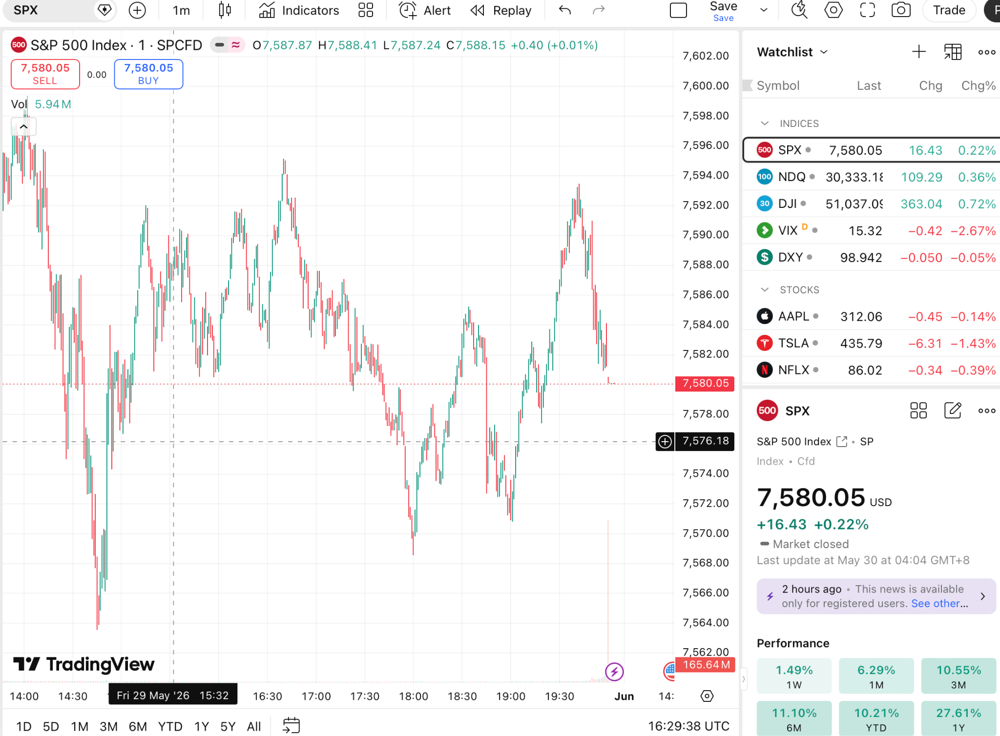 SPX
1m
Indicators
Alert
Replay
Save
Save
Trade
500 S&P 500 Index · 1 · SPCFD
O7,587.87 H7,588.41 L7,587.24 C7,588.15 +0.40 (+0.01%)
7,580.05
SELL
0.00
7,580.05
BUY
Vol 5.94 M
7,602.00
7,600.00
7,598.00
7,596.00
7,594.00
7,592.00
7,590.00
7,588.00
7,586.00
7,584.00
7,582.00
7,580.05
7,578.00
7,576.18
7,574.00
7,572.00
7,570.00
7,568.00
7,566.00
7,564.00
7,562.00
165.64 M
TradingView
14:00 14:30 Fri 29 May '26 15:32 16:30 17:00 17:30 18:00 18:30 19:00 19:30 Jun 14:
1D 5D 1M 3M 6M YTD 1Y 5Y All
16:29:38 UTC
Watchlist
Symbol Last Chg Chg%
INDICES
500 SPX 7,580.05 16.43 0.22%
100 NDQ 30,333.18 109.29 0.36%
30 DJI 51,037.09 363.04 0.72%
VIX D 15.32 −0.42 −2.67%
$ DXY 98.942 −0.050 −0.05%
STOCKS
AAPL 312.06 −0.45 −0.14%
TSLA 435.79 −6.31 −1.43%
N NFLX 86.02 −0.34 −0.39%
500 SPX
S&P 500 Index • SP
Index • Cfd
7,580.05 USD
+16.43 +0.22%
Market closed
Last update at May 30 at 04:04 GMT+8
2 hours ago • This news is available
only for registered users. See other...
Performance
1.49%
1W
6.29%
1M
10.55%
3M
11.10%
6M
10.21%
YTD
27.61%
1Y